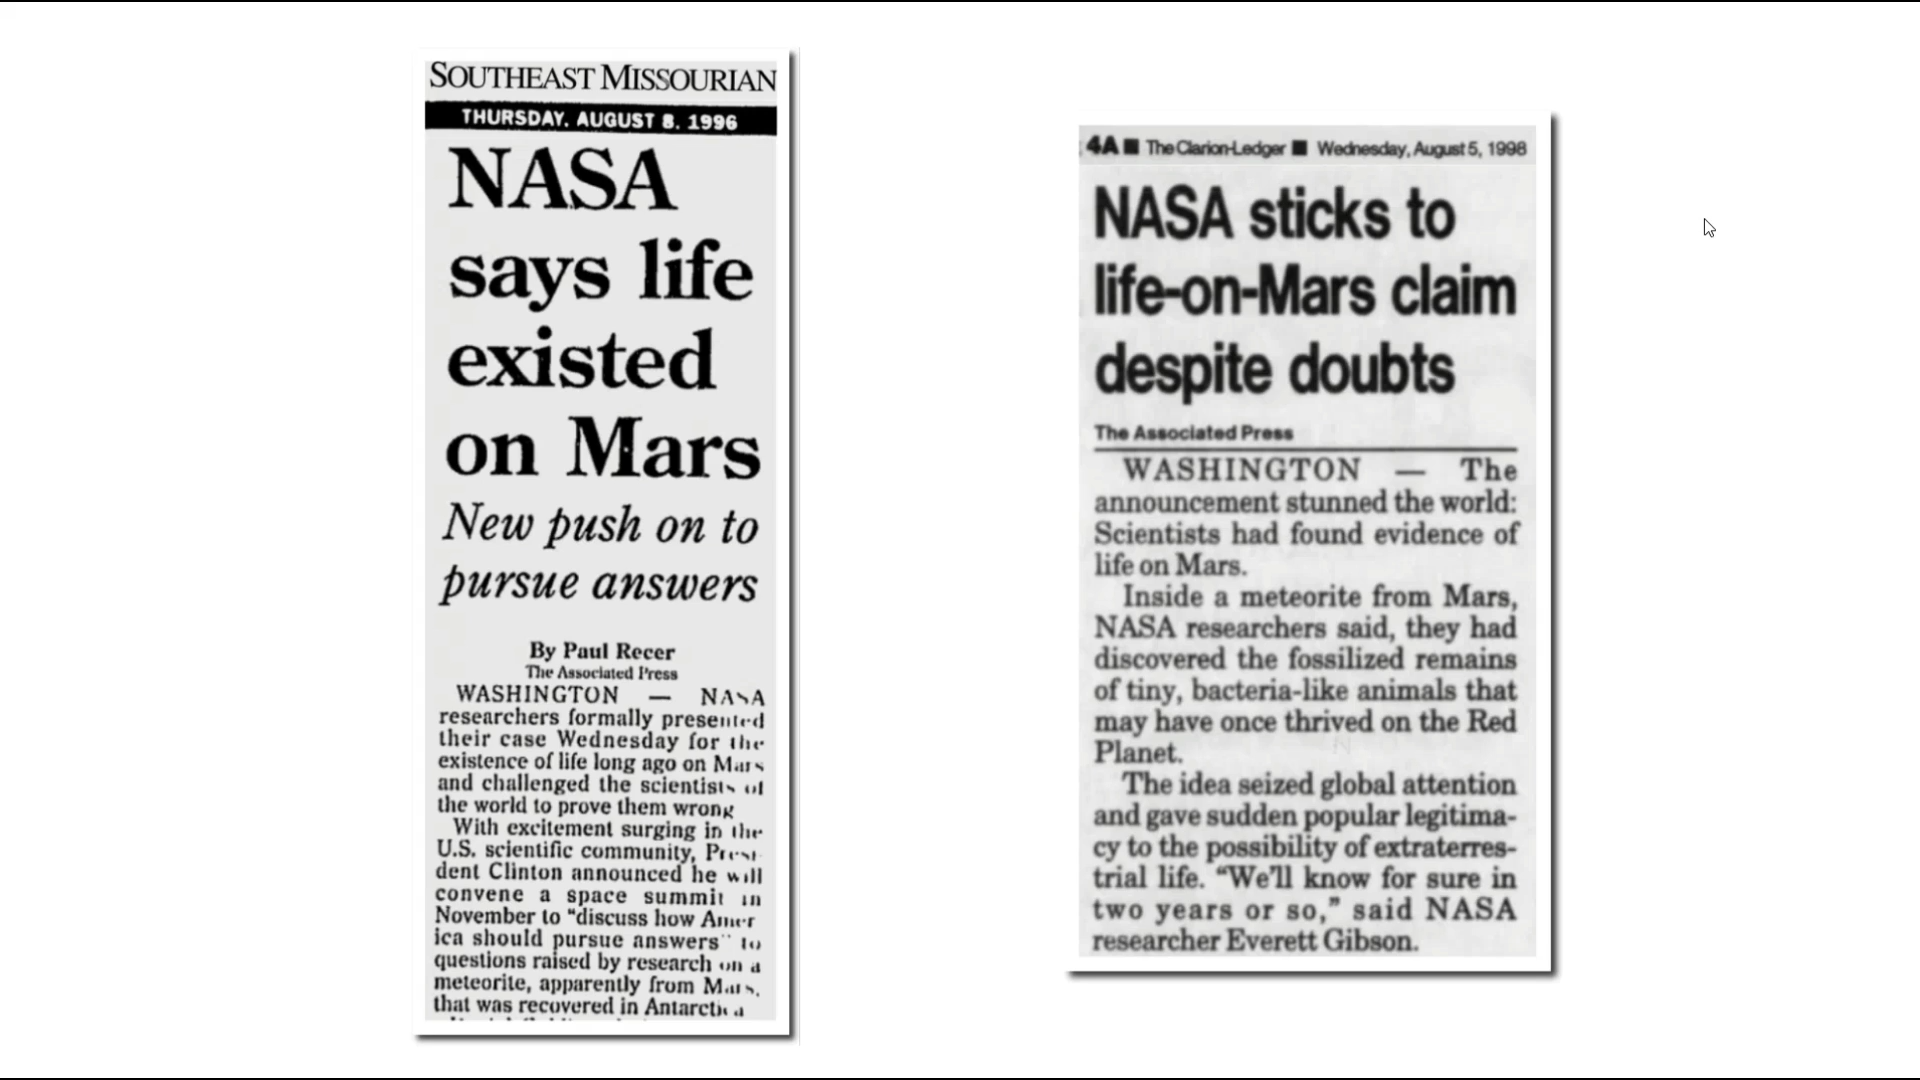 SOUTHEAST MISSOURIAN
THURSDAY, AUGUST 8, 1996
NASA
says life
existed
on Mars
New push on to
pursue answers
By Paul Recer
The Associated Press
WASHINGTON — NASA
researchers formally presented
their case Wednesday for the
existence of life long ago on Mars
and challenged the scientists of
the world to prove them wrong
With excitement surging in the
U.S. scientific community, Presi-
dent Clinton announced he will
convene a space summit in
November to “discuss how Amer
ica should pursue answers” to
questions raised by research on a
meteorite, apparently from Mars,
that was recovered in Antarctica
4A ■ The Clarion-Ledger ■ Wednesday, August 5, 1998
NASA sticks to
life-on-Mars claim
despite doubts
The Associated Press
WASHINGTON — The
announcement stunned the world:
Scientists had found evidence of
life on Mars.
Inside a meteorite from Mars,
NASA researchers said, they had
discovered the fossilized remains
of tiny, bacteria-like animals that
may have once thrived on the Red
Planet.
The idea seized global attention
and gave sudden popular legitima-
cy to the possibility of extraterres-
trial life. “We’ll know for sure in
two years or so,” said NASA
researcher Everett Gibson.